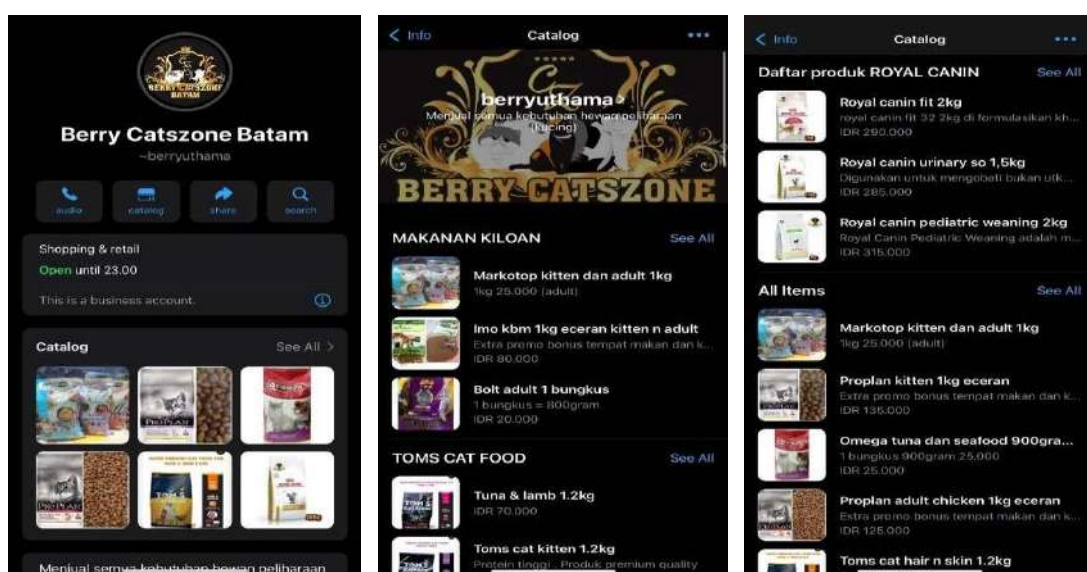 BERRY CATSZONE
BATAM
Berry Catszone Batam
~berryuthama
audio
catalog
share
search
Shopping & retail
Open until 23.00
This is a business account.
Catalog
See All >
PROPLAN
PROPLAN
TOM'S
Menjual semua kebutuhan hewan peliharaan
< Info
Catalog
CZ
berryuthama >
Menjual semua kebutuhan hewan peliharaan
(kucing)
BERRY CATSZONE
MAKANAN KILOAN
See All
Markotop kitten dan adult 1kg
1kg 25.000 (adult)
Imo kbm 1kg eceran kitten n adult
Extra promo bonus tempat makan dan k...
IDR 80.000
Bolt adult 1 bungkus
1 bungkus = 800gram
IDR 20.000
TOMS CAT FOOD
See All
Tuna & lamb 1.2kg
IDR 70.000
Toms cat kitten 1.2kg
Protein tinggi . Produk premium quality
< Info
Catalog
Daftar produk ROYAL CANIN
See All
Royal canin fit 2kg
royal canin fit 32 2kg di formulasikan kh...
IDR 290.000
Royal canin urinary so 1,5kg
Digunakan untuk mengobati bukan utk...
IDR 285.000
Royal canin pediatric weaning 2kg
Royal Canin Pediatric Weaning adalah m...
IDR 315.000
All Items
See All
Markotop kitten dan adult 1kg
1kg 25.000 (adult)
Proplan kitten 1kg eceran
Extra promo bonus tempat makan dan k...
IDR 135.000
Omega tuna dan seafood 900gra...
1 bungkus 900gram 25.000
IDR 25.000
Proplan adult chicken 1kg eceran
Extra promo bonus tempat makan dan k...
IDR 125.000
Toms cat hair n skin 1.2kg